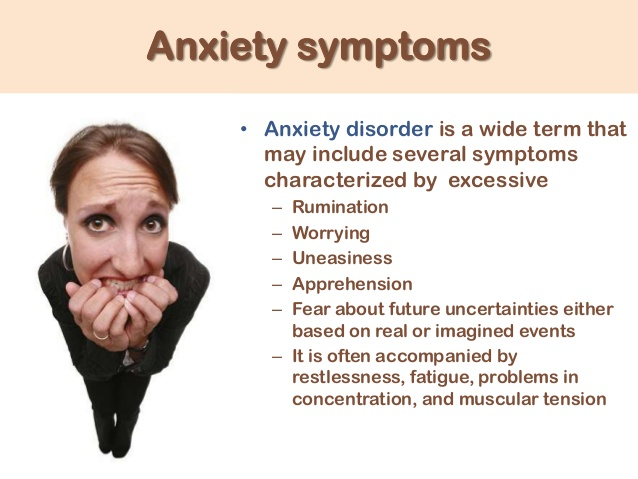 Anxiety symptoms
• Anxiety disorder is a wide term that
may include several symptoms
characterized by excessive
– Rumination
– Worrying
– Uneasiness
– Apprehension
– Fear about future uncertainties either
based on real or imagined events
– It is often accompanied by
restlessness, fatigue, problems in
concentration, and muscular tension